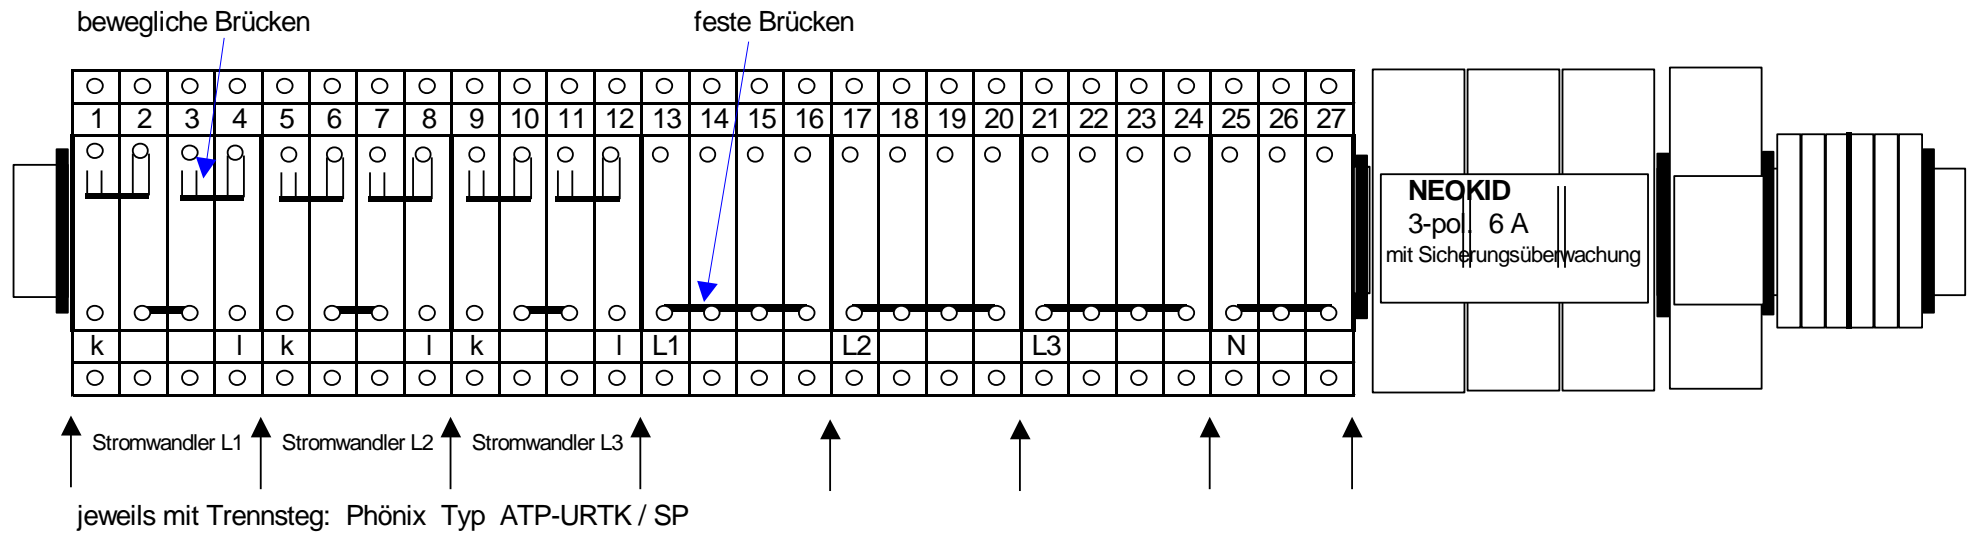 bewegliche Brücken feste Brücken
1 2 3 4 5 6 7 8 9 10 11 12 13 14 15 16 17 18 19 20 21 22 23 24 25 26 27
NEOKID
3-pol. 6 A
mit Sicherungsüberwachung
k l k l k l L1 L2 L3 N
Stromwandler L1 Stromwandler L2 Stromwandler L3
jeweils mit Trennsteg: Phönix Typ ATP-URTK / SP